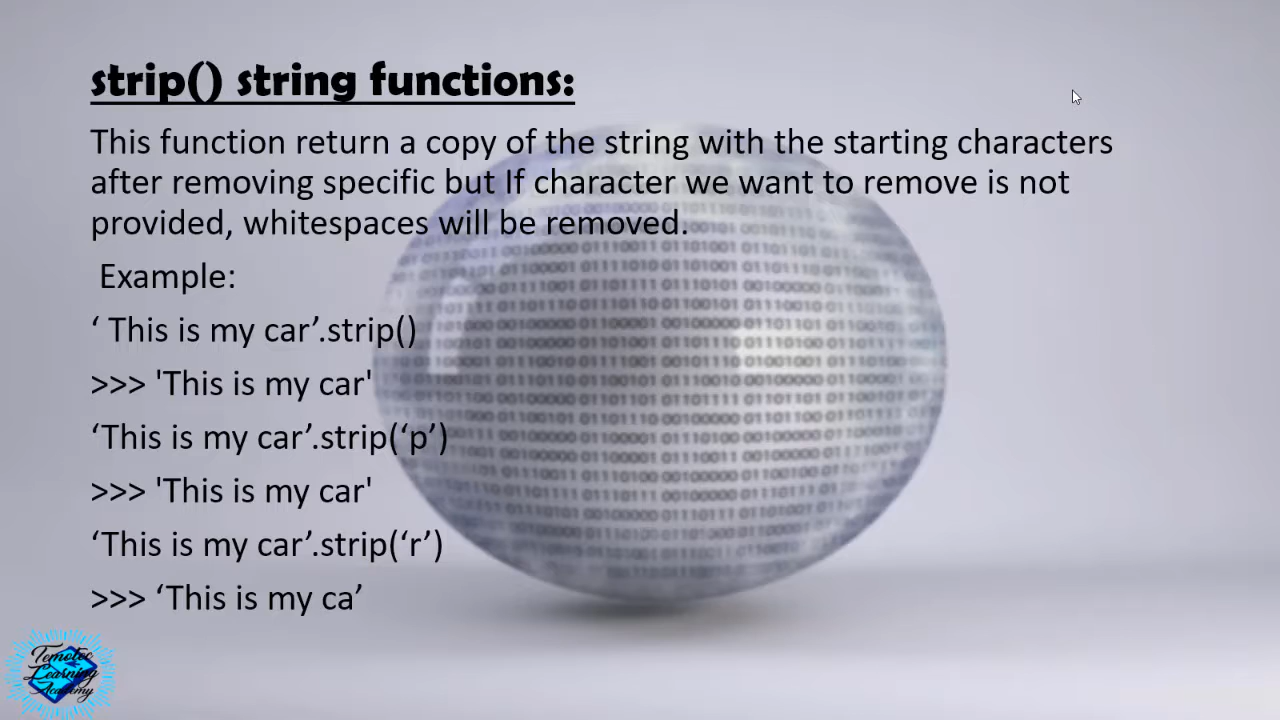 strip() string functions:
This function return a copy of the string with the starting characters
after removing specific but If character we want to remove is not
provided, whitespaces will be removed.
Example:
‘ This is my car’.strip()
>>> 'This is my car'
‘This is my car’.strip(‘p’)
>>> 'This is my car'
‘This is my car’.strip(‘r’)
>>> ‘This is my ca’
Temotec
Learning
Academy